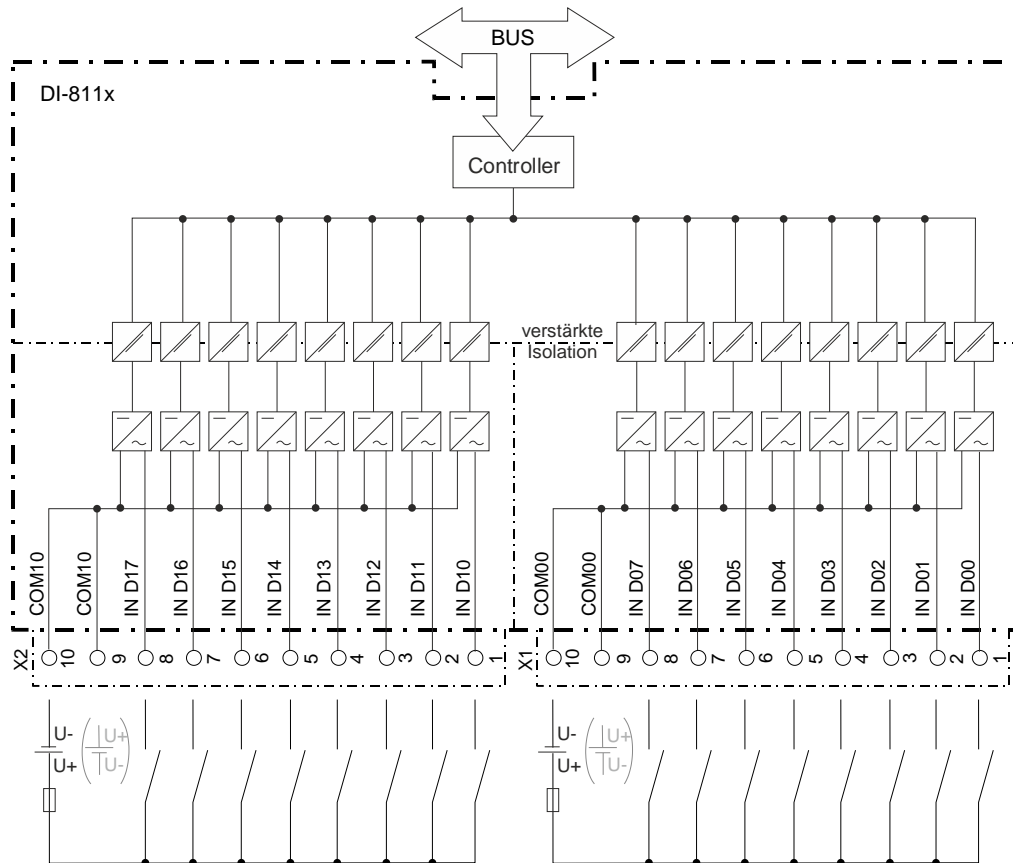 BUS
DI-811x
Controller
verstärkte
Isolation
COM10
COM10
IN D17
IN D16
IN D15
IN D14
IN D13
IN D12
IN D11
IN D10
COM00
COM00
IN D07
IN D06
IN D05
IN D04
IN D03
IN D02
IN D01
IN D00
X2
10
9
8
7
6
5
4
3
2
1
X1
10
9
8
7
6
5
4
3
2
1
U-
U+
U+
U-
U-
U+
U+
U-